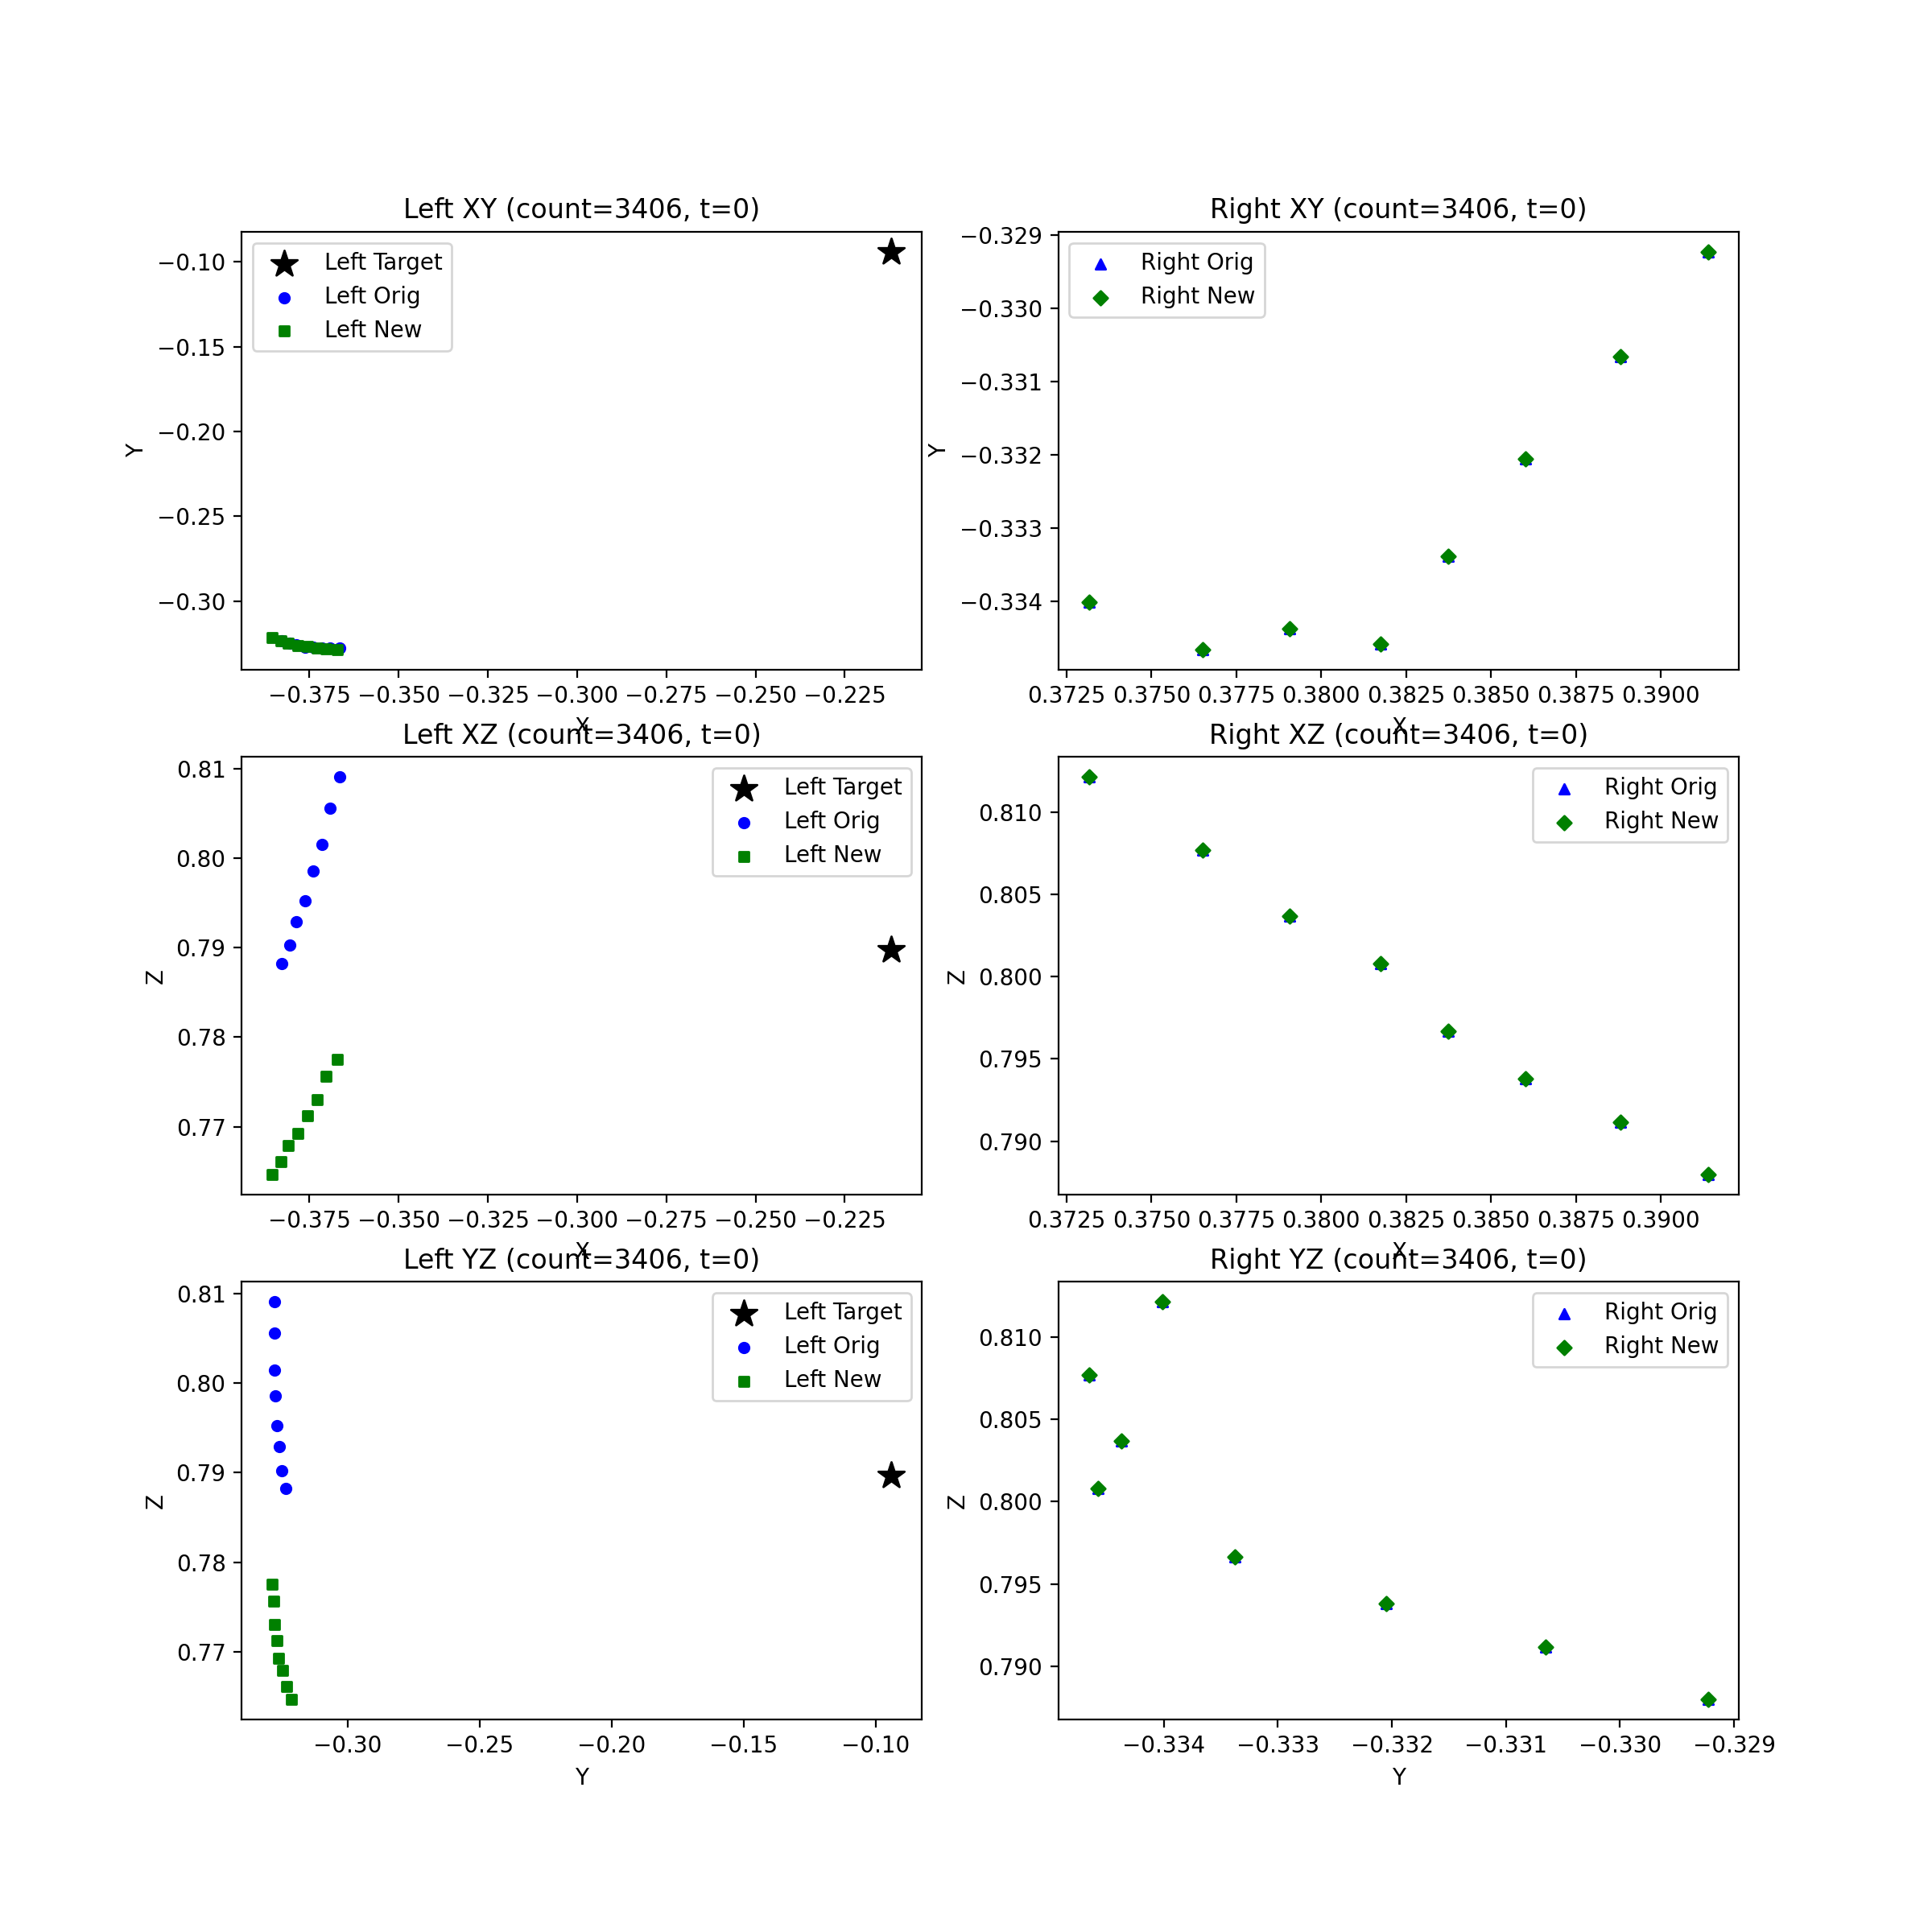 Left XY (count=3406, t=0)
Left Target
Left Orig
Left New
−0.10
−0.15
−0.20
−0.25
−0.30
Y
−0.375 −0.350 −0.325 −0.300 −0.275 −0.250 −0.225
X
Right XY (count=3406, t=0)
Right Orig
Right New
−0.329
−0.330
−0.331
−0.332
−0.333
−0.334
Y
0.3725 0.3750 0.3775 0.3800 0.3825 0.3850 0.3875 0.3900
X
Left XZ (count=3406, t=0)
Left Target
Left Orig
Left New
0.81
0.80
0.79
0.78
0.77
Z
−0.375 −0.350 −0.325 −0.300 −0.275 −0.250 −0.225
X
Right XZ (count=3406, t=0)
Right Orig
Right New
0.810
0.805
0.800
0.795
0.790
Z
0.3725 0.3750 0.3775 0.3800 0.3825 0.3850 0.3875 0.3900
X
Left YZ (count=3406, t=0)
Left Target
Left Orig
Left New
0.81
0.80
0.79
0.78
0.77
Z
−0.30 −0.25 −0.20 −0.15 −0.10
Y
Right YZ (count=3406, t=0)
Right Orig
Right New
0.810
0.805
0.800
0.795
0.790
Z
−0.334 −0.333 −0.332 −0.331 −0.330 −0.329
Y